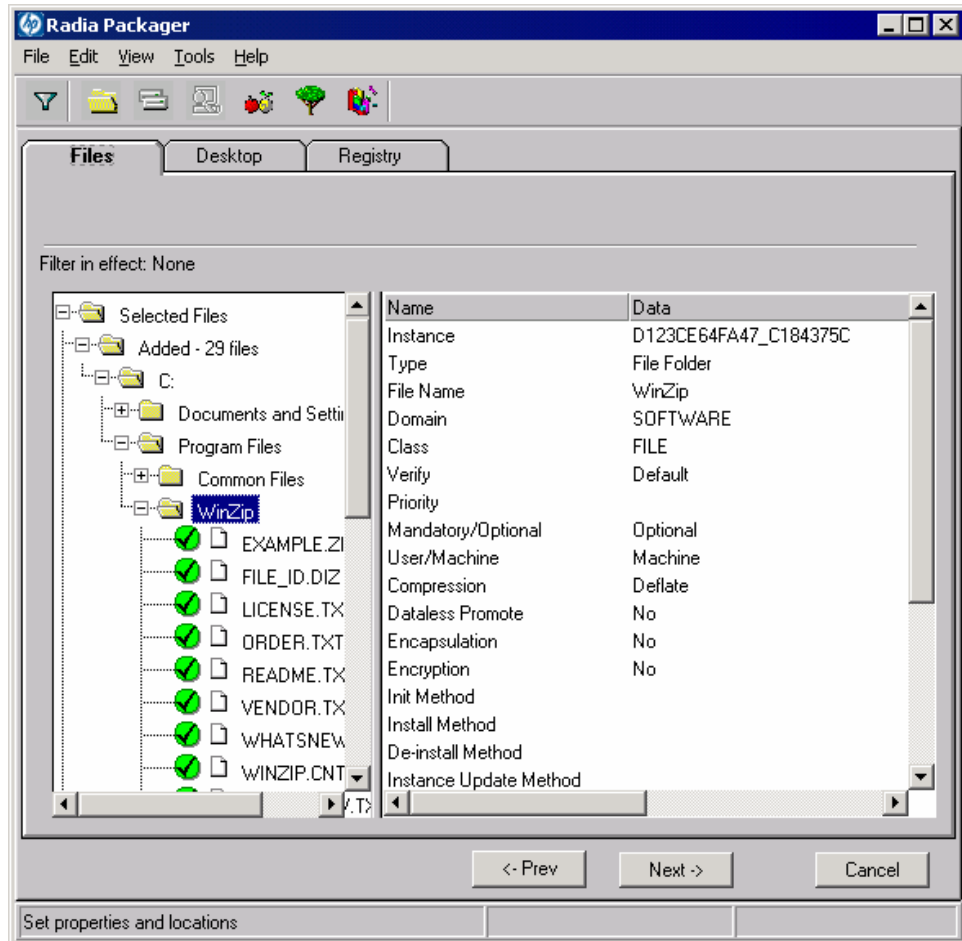 Radia Packager
File Edit View Tools Help
Files Desktop Registry
Filter in effect: None
Selected Files
Added - 29 files
C:
Documents and Settin
Program Files
Common Files
WinZip
EXAMPLE.ZI
FILE_ID.DIZ
LICENSE.TX
ORDER.TXT
README.TX
VENDOR.TX
WHATSNEW
WINZIP.CNT
Name Data
Instance D123CE64FA47_C184375C
Type File Folder
File Name WinZip
Domain SOFTWARE
Class FILE
Verify Default
Priority
Mandatory/Optional Optional
User/Machine Machine
Compression Deflate
Dataless Promote No
Encapsulation No
Encryption No
Init Method
Install Method
De-install Method
Instance Update Method
<- Prev Next -> Cancel
Set properties and locations